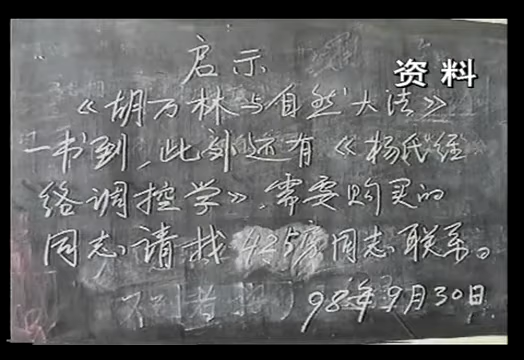 资料
启示
《胡万林与自然大法》
一书到,此外还有《杨氏经
络调控学》,需要购买的
同志请找425房同志联系。
98年9月30日